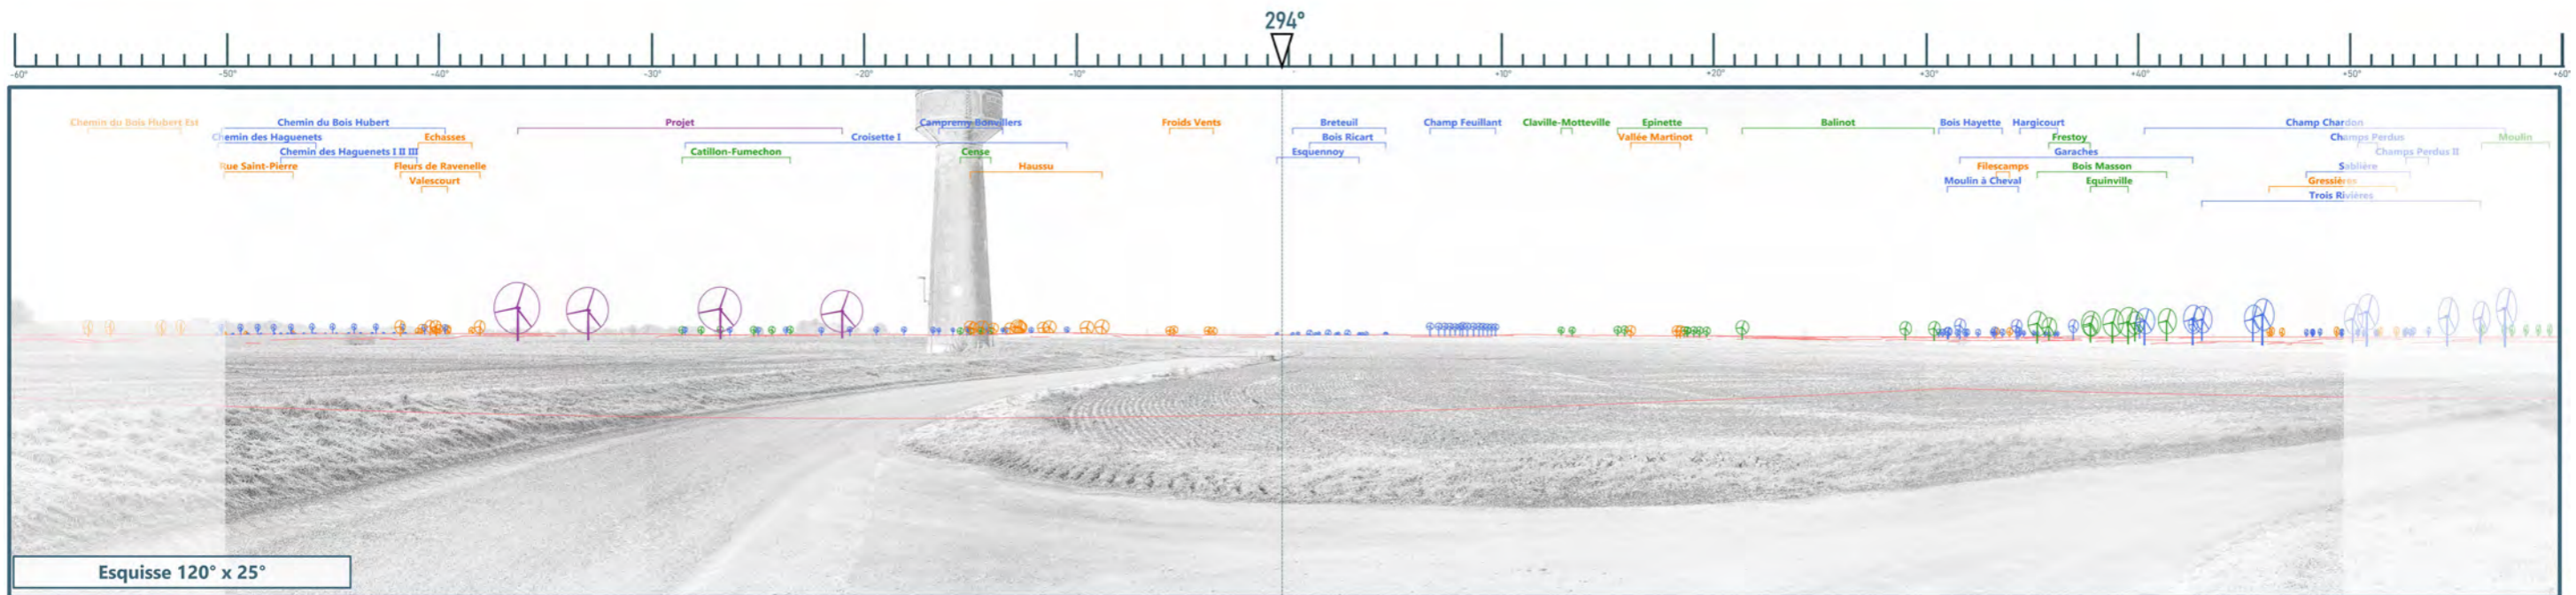 294°
-60° -50° -40° -30° -20° -10° +10° +20° +30° +40° +50° +60°
Chemin du Bois Hubert Est Chemin du Bois Hubert Projet Campremy Bonvillers Froids Vents Breteuil Champ Feuillant Claville-Motteville Epinette Balinot Bois Hayette Hargicourt Champ Chardon
Chemin des Haguenets Echasses Croisette I Bois Ricart Vallée Martinot Frestoy Champs Perdus Moulin
Chemin des Haguenets I II III Catillon-Fumechon Cense Esquennoy Garaches Champs Perdus II
Rue Saint-Pierre Fleurs de Ravenelle Haussu Filescamps Bois Masson Sablière
Valescourt Moulin à Cheval Equinville Gressières
Trois Rivières
Esquisse 120° x 25°